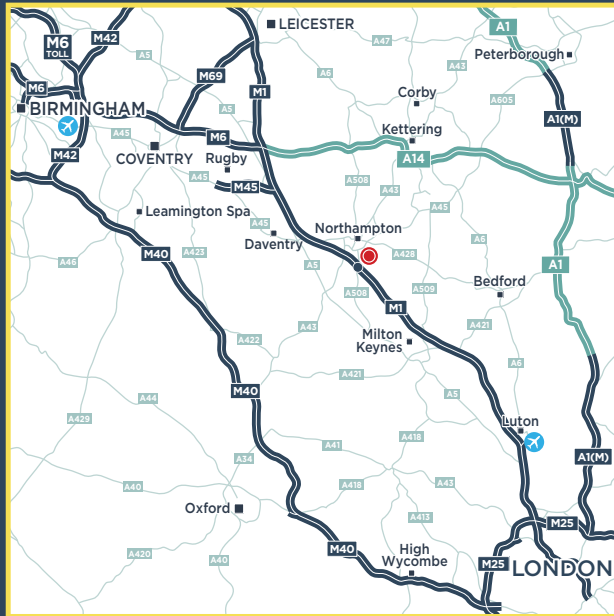 LEICESTER
A1
M6
TOLL
M42
A47
Peterborough
A5
A6
A43
M69
M6
M1
Corby
A605
BIRMINGHAM
A5
A1(M)
A45
M6
Kettering
M42
COVENTRY
Rugby
A14
A45
M45
A508
A43
Leamington Spa
A45
A45
Northampton
Daventry
A6
M40
A423
A428
A46
A5
A1
A508
A509
Bedford
M1
A43
A422
Milton
Keynes
A421
A421
A6
M40
A44
A5
A429
Luton
A41
A418
A34
A1(M)
A40
A418
A43
Oxford
A413
M25
A420
M40
High
Wycombe
A40
M25
LONDON